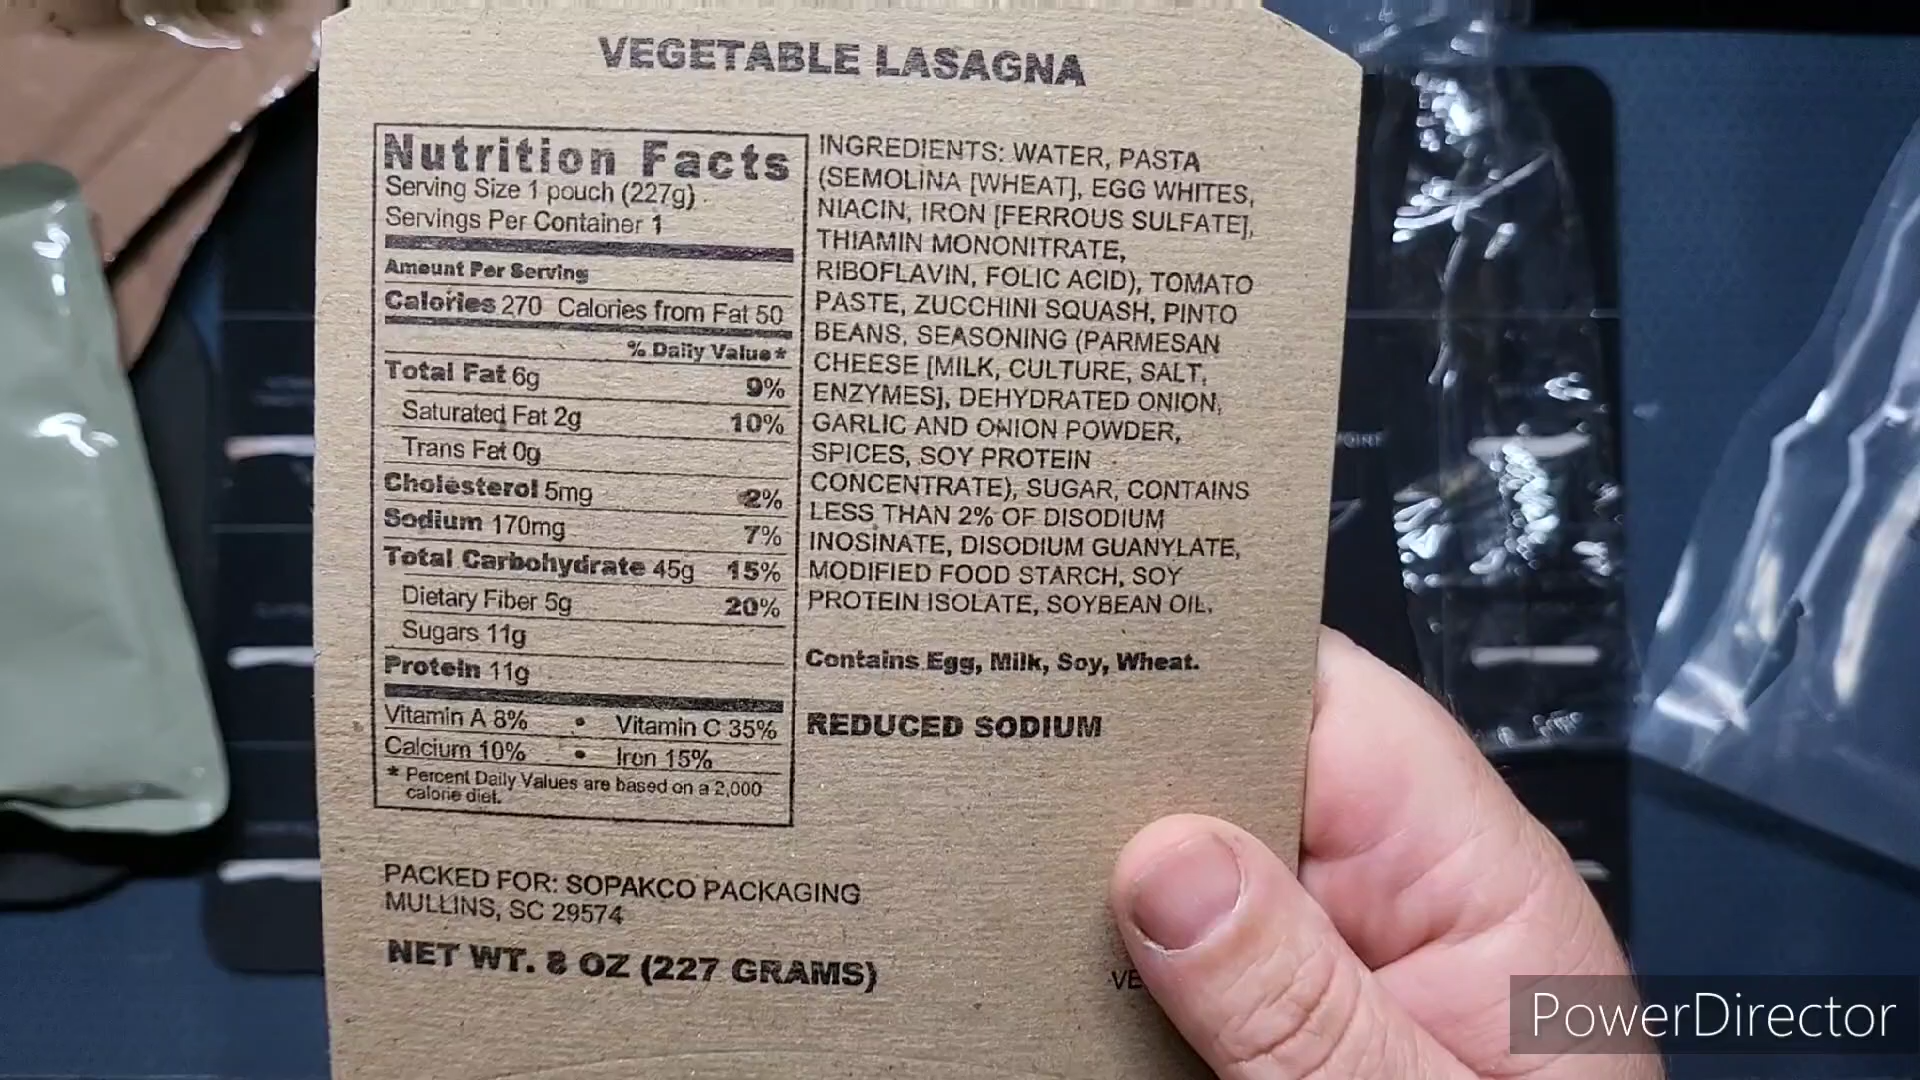 VEGETABLE LASAGNA
Nutrition Facts
Serving Size 1 pouch (227g)
Servings Per Container 1
Amount Per Serving
Calories 270 Calories from Fat 50
% Daily Value*
Total Fat 6g 9%
Saturated Fat 2g 10%
Trans Fat 0g
Cholesterol 5mg 2%
Sodium 170mg 7%
Total Carbohydrate 45g 15%
Dietary Fiber 5g 20%
Sugars 11g
Protein 11g
Vitamin A 8% • Vitamin C 35%
Calcium 10% • Iron 15%
* Percent Daily Values are based on a 2,000
calorie diet.
INGREDIENTS: WATER, PASTA
(SEMOLINA [WHEAT], EGG WHITES,
NIACIN, IRON [FERROUS SULFATE],
THIAMIN MONONITRATE,
RIBOFLAVIN, FOLIC ACID), TOMATO
PASTE, ZUCCHINI SQUASH, PINTO
BEANS, SEASONING (PARMESAN
CHEESE [MILK, CULTURE, SALT,
ENZYMES], DEHYDRATED ONION,
GARLIC AND ONION POWDER,
SPICES, SOY PROTEIN
CONCENTRATE), SUGAR, CONTAINS
LESS THAN 2% OF DISODIUM
INOSINATE, DISODIUM GUANYLATE,
MODIFIED FOOD STARCH, SOY
PROTEIN ISOLATE, SOYBEAN OIL.
Contains Egg, Milk, Soy, Wheat.
REDUCED SODIUM
PACKED FOR: SOPAKCO PACKAGING
MULLINS, SC 29574
NET WT. 8 OZ (227 GRAMS)
VE
PowerDirector